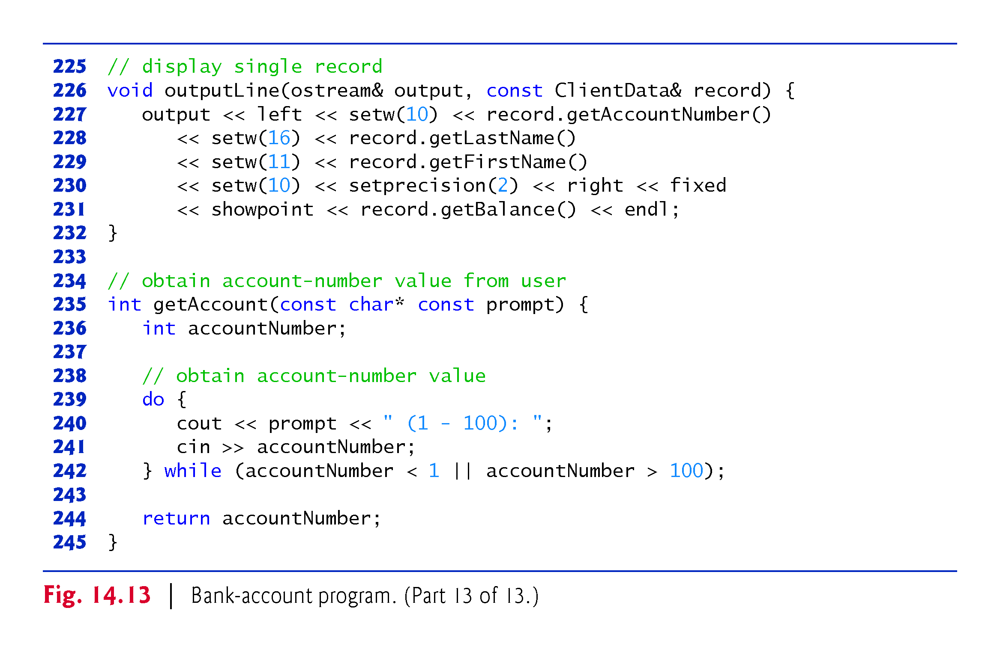 225 // display single record
226 void outputLine(ostream& output, const ClientData& record) {
227    output << left << setw(10) << record.getAccountNumber()
228       << setw(16) << record.getLastName()
229       << setw(11) << record.getFirstName()
230       << setw(10) << setprecision(2) << right << fixed
231       << showpoint << record.getBalance() << endl;
232 }
233
234 // obtain account-number value from user
235 int getAccount(const char* const prompt) {
236    int accountNumber;
237
238    // obtain account-number value
239    do {
240       cout << prompt << " (1 - 100): ";
241       cin >> accountNumber;
242    } while (accountNumber < 1 || accountNumber > 100);
243
244    return accountNumber;
245 }
Fig. 14.13 | Bank-account program. (Part 13 of 13.)